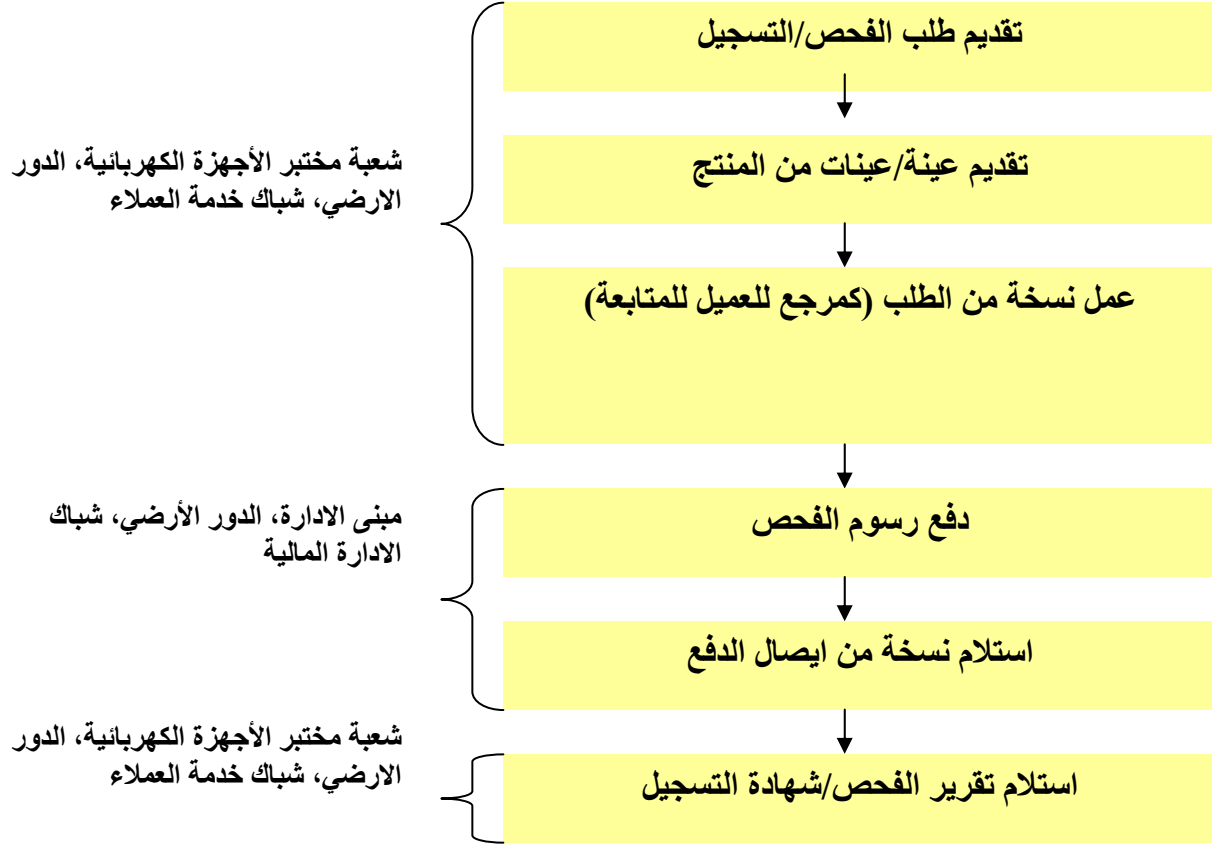 تقديم طلب الفحص/التسجيل
شعبة مختبر الأجهزة الكهربائية، الدور
الارضي، شباك خدمة العملاء
تقديم عينة/عينات من المنتج
عمل نسخة من الطلب (كمرجع للعميل للمتابعة)
مبنى الادارة، الدور الأرضي، شباك
الادارة المالية
دفع رسوم الفحص
استلام نسخة من ايصال الدفع
شعبة مختبر الأجهزة الكهربائية، الدور
الارضي، شباك خدمة العملاء
استلام تقرير الفحص/شهادة التسجيل